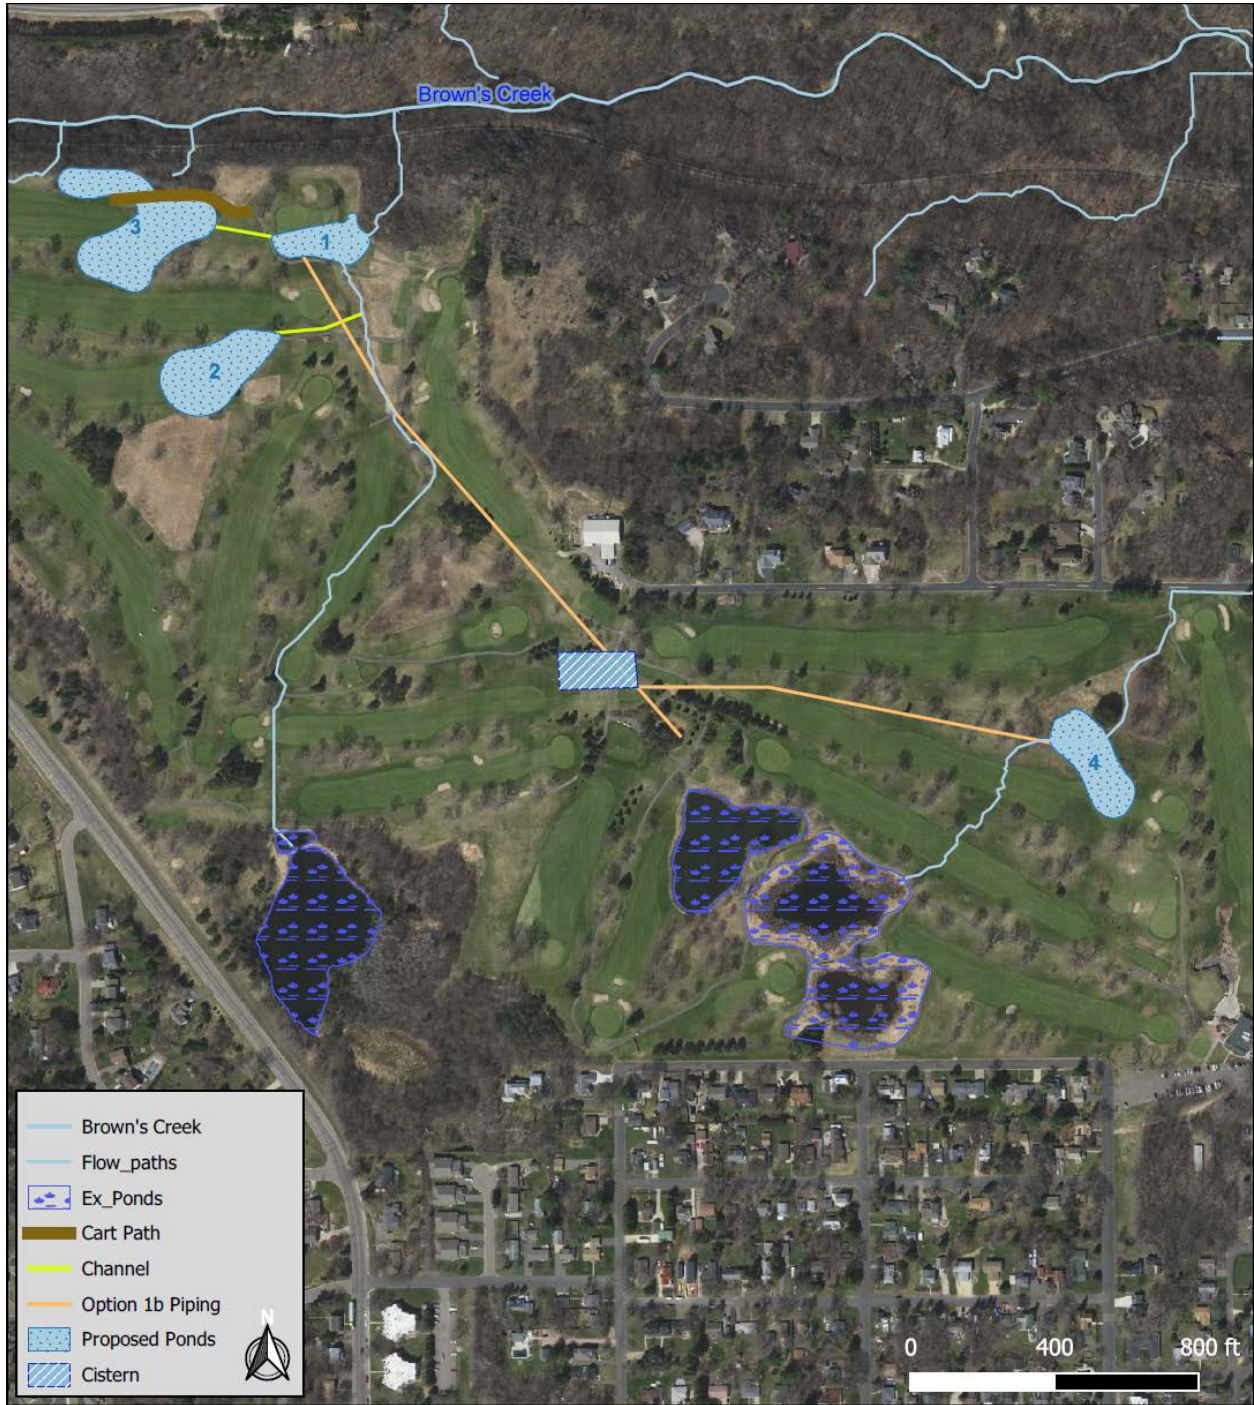 Brown's Creek
3
1
2
4
Brown's Creek
Flow_paths
Ex_Ponds
Cart Path
Channel
Option 1b Piping
Proposed Ponds
Cistern
N
0 400 800 ft